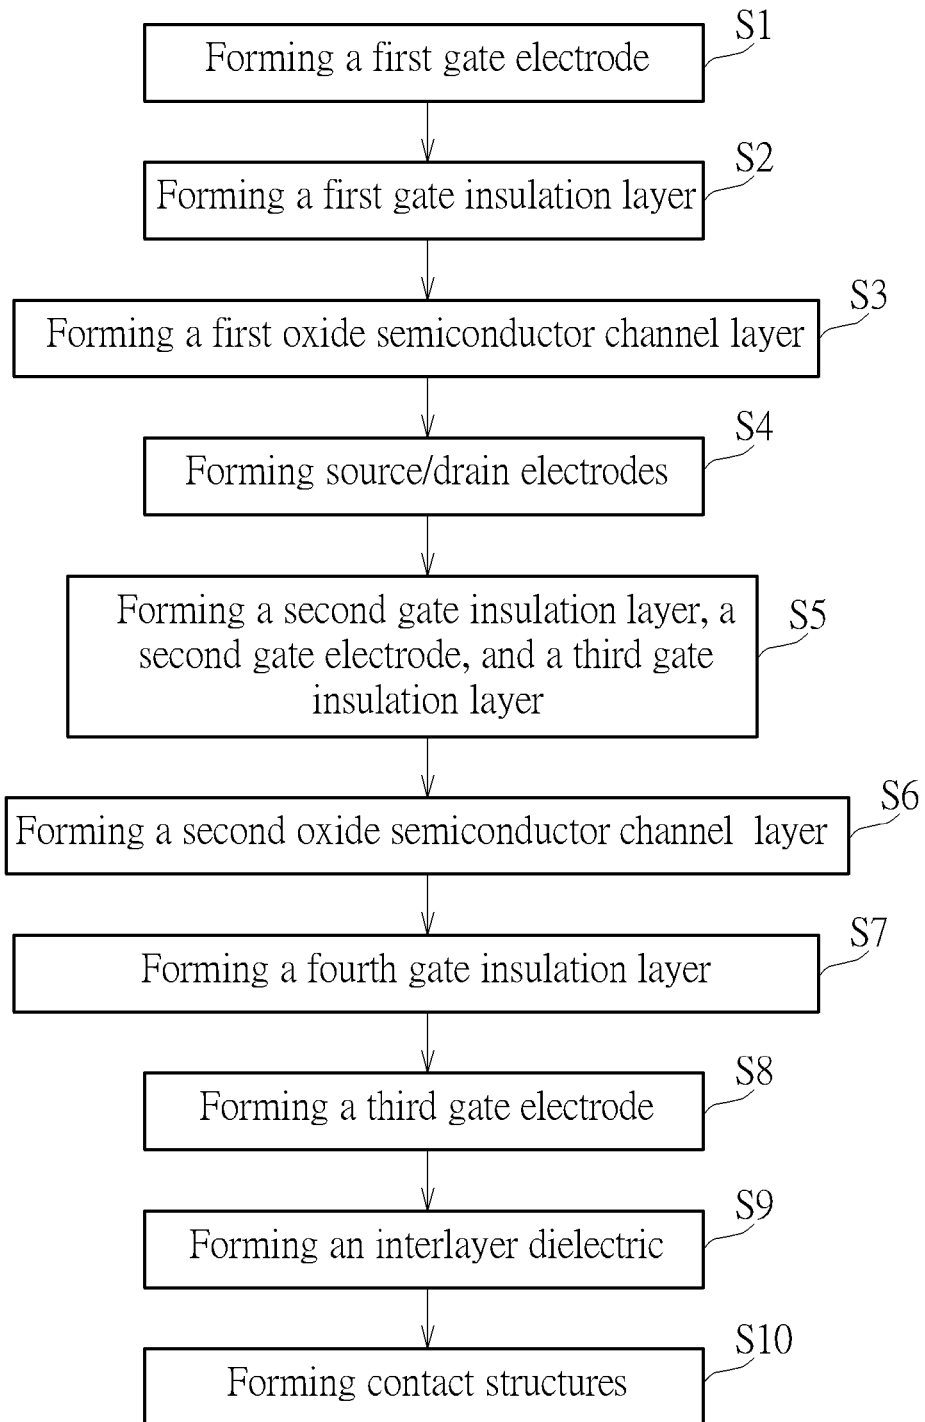 S1
Forming a first gate electrode
S2
Forming a first gate insulation layer
S3
Forming a first oxide semiconductor channel layer
S4
Forming source/drain electrodes
S5
Forming a second gate insulation layer, a
second gate electrode, and a third gate
insulation layer
S6
Forming a second oxide semiconductor channel layer
S7
Forming a fourth gate insulation layer
S8
Forming a third gate electrode
S9
Forming an interlayer dielectric
S10
Forming contact structures